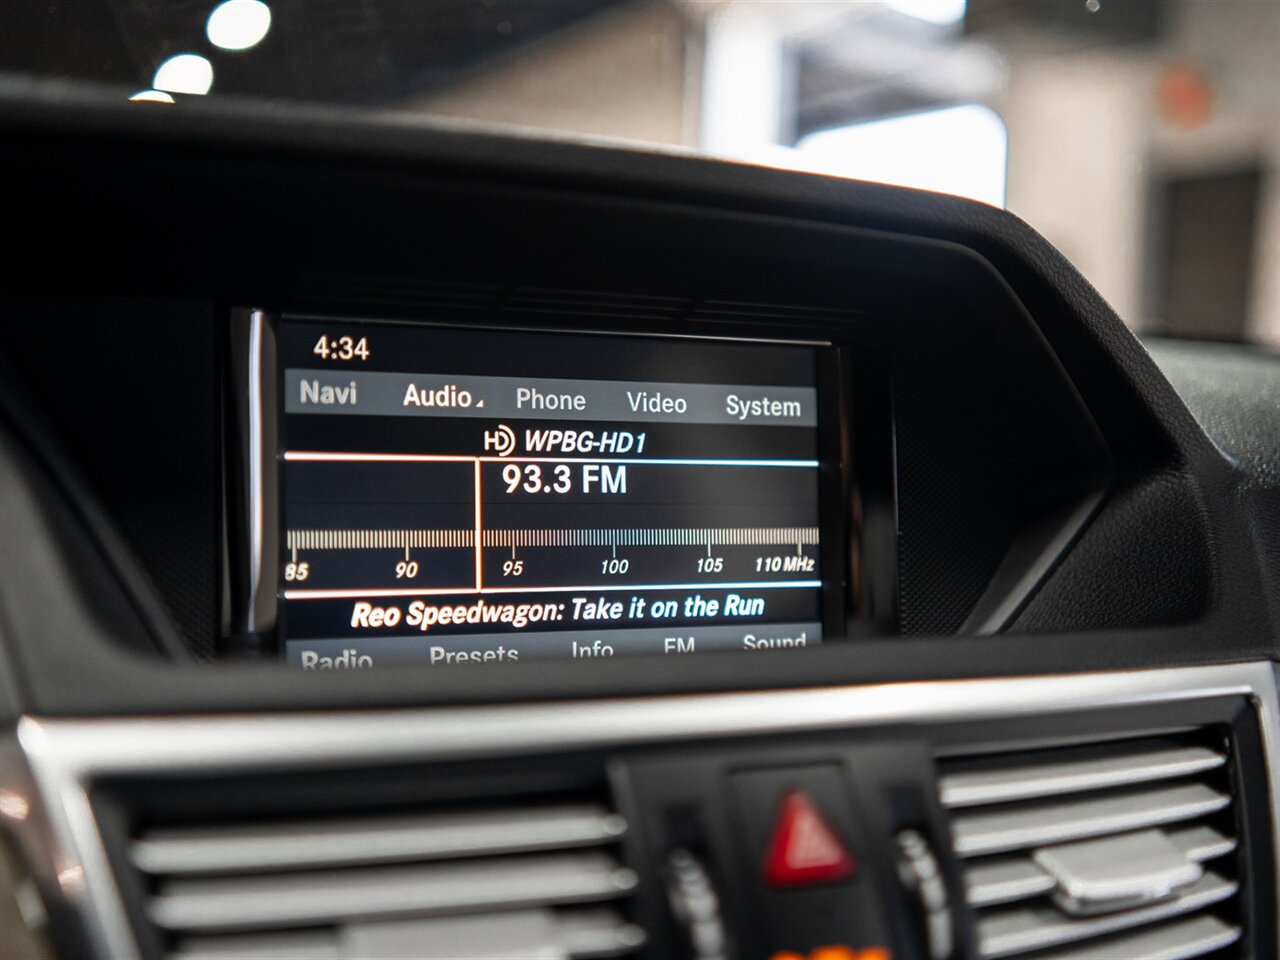 4:34
Navi Audio Phone Video System
HD WPBG-HD1
93.3 FM
85 90 95 100 105 110 MHz
Reo Speedwagon: Take it on the Run
Radio Presets Info FM Sound